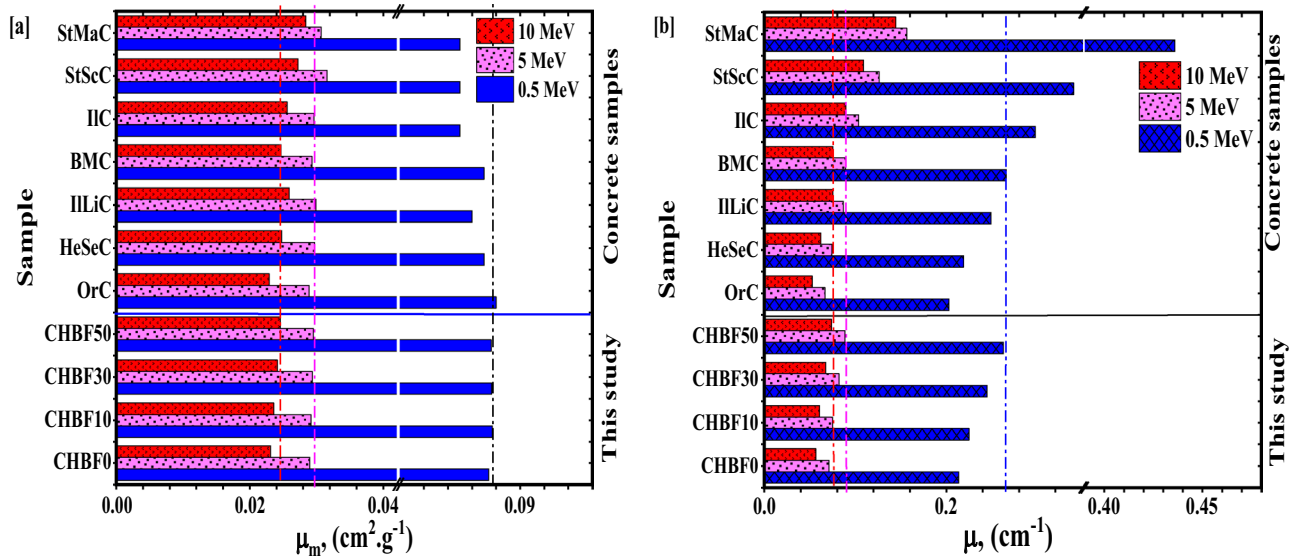 [a]
StMaC
StScC
IlC
BMC
IlLiC
HeSeC
OrC
CHBF50
CHBF30
CHBF10
CHBF0
Sample
10 MeV
5 MeV
0.5 MeV
Concrete samples
This study
0.00 0.02 0.04 0.09
μm, (cm2.g-1)
[b]
StMaC
StScC
IlC
BMC
IlLiC
HeSeC
OrC
CHBF50
CHBF30
CHBF10
CHBF0
Sample
10 MeV
5 MeV
0.5 MeV
Concrete samples
This study
0.0 0.2 0.40 0.45
μ, (cm-1)